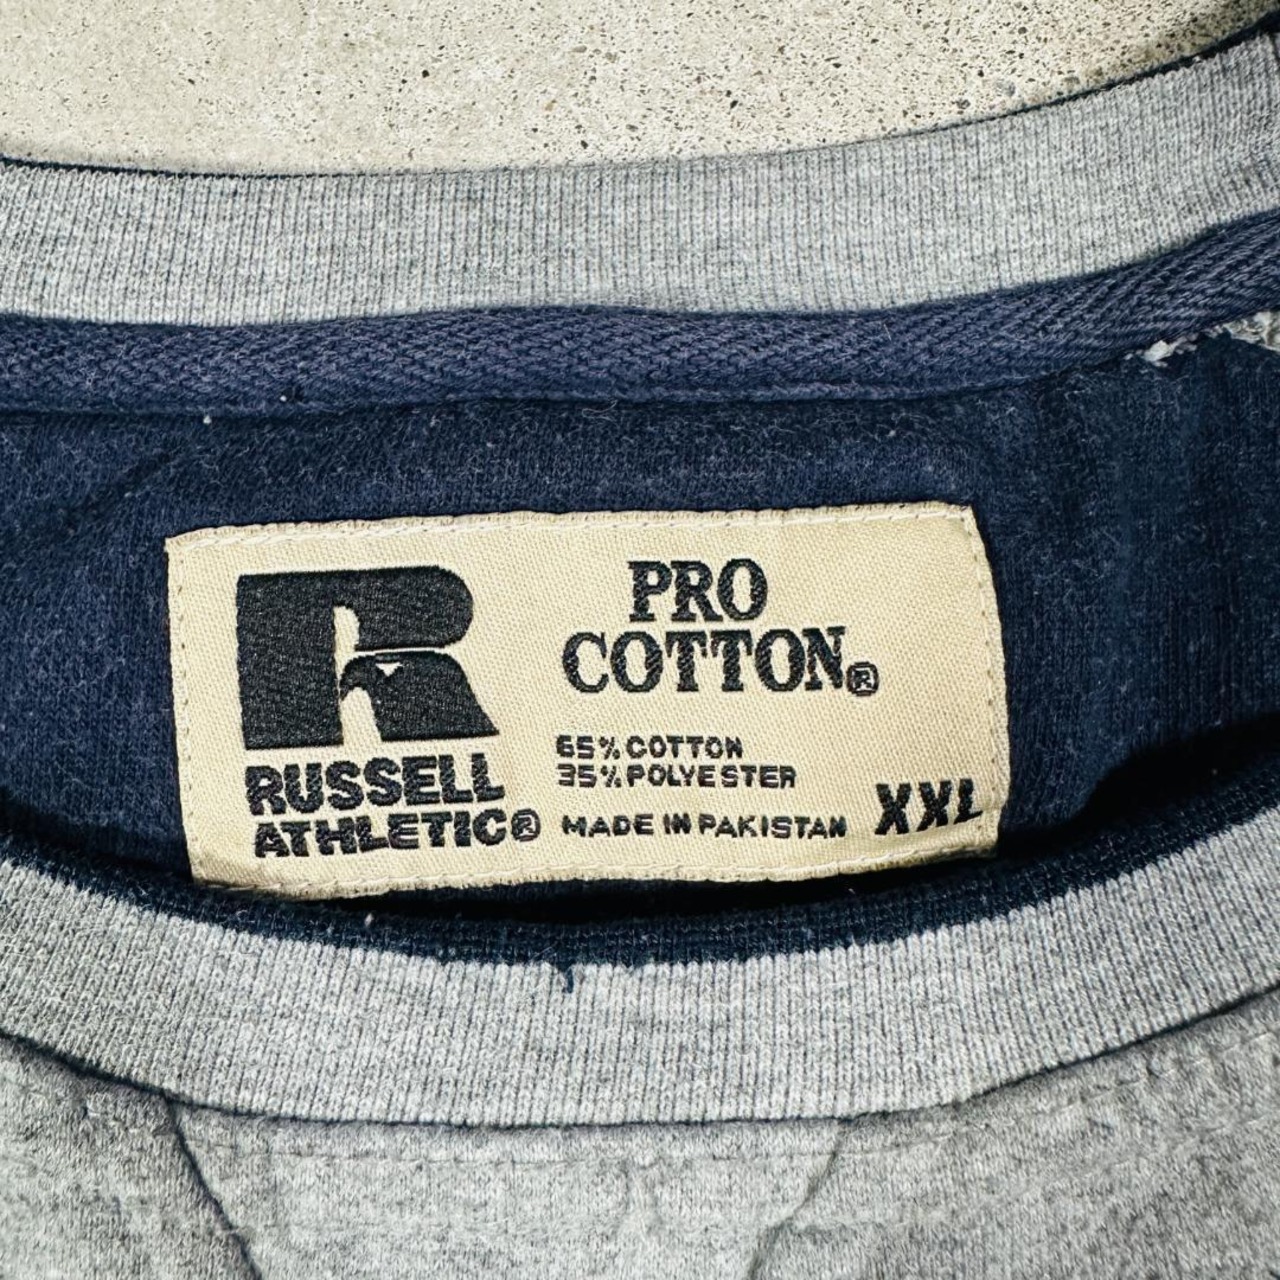 RUSSELL
ATHLETIC®
PRO
COTTON®
65% COTTON
35% POLYESTER
MADE IN PAKISTAN
XXL